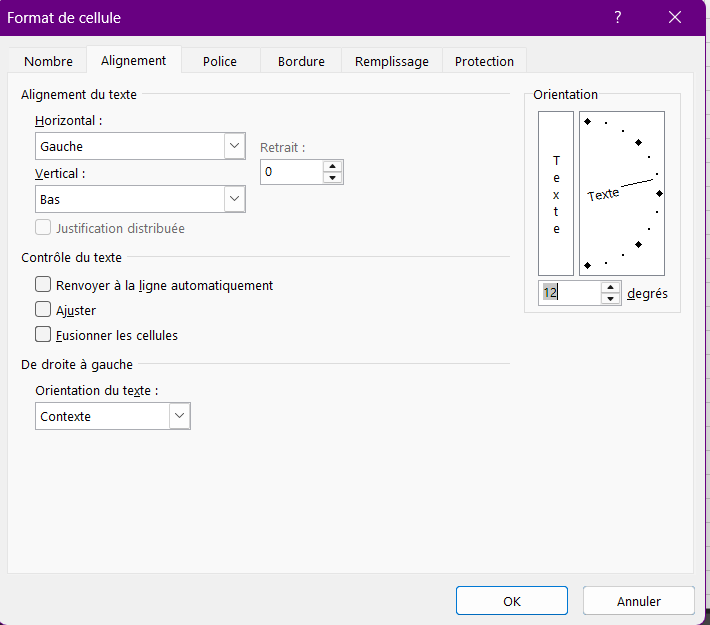 Format de cellule ?
Nombre Alignement Police Bordure Remplissage Protection
Alignement du texte
Horizontal :
Gauche
Retrait :
0
Vertical :
Bas
Justification distribuée
Contrôle du texte
Renvoyer à la ligne automatiquement
Ajuster
Fusionner les cellules
De droite à gauche
Orientation du texte :
Contexte
Orientation
T
e
x
t
e
Texte
12 degrés
OK Annuler